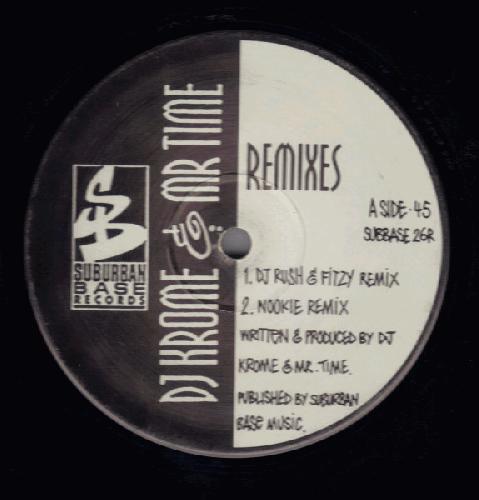 SUBURBAN
BASE
RECORDS
DJ KROME & MR TIME
REMIXES
A SIDE · 45
SUBBASE 26R
1. DJ RUSH & FITZY REMIX
2. NOOKIE REMIX
WRITTEN & PRODUCED BY DJ
KROME & MR. TIME.
PUBLISHED BY SUBURBAN
BASE MUSIC.